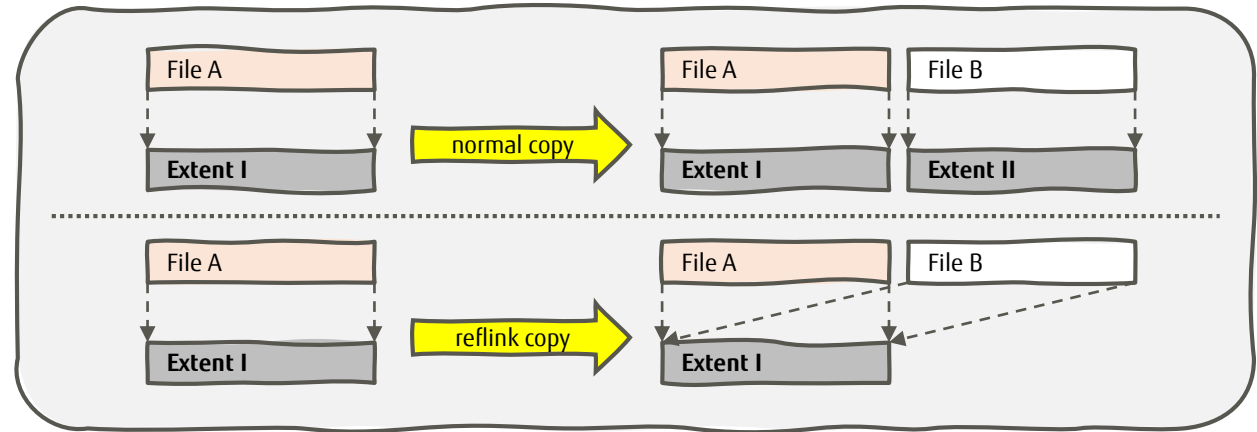 File A
File A
File B
normal copy
Extent I
Extent I
Extent II
File A
File A
File B
reflink copy
Extent I
Extent I